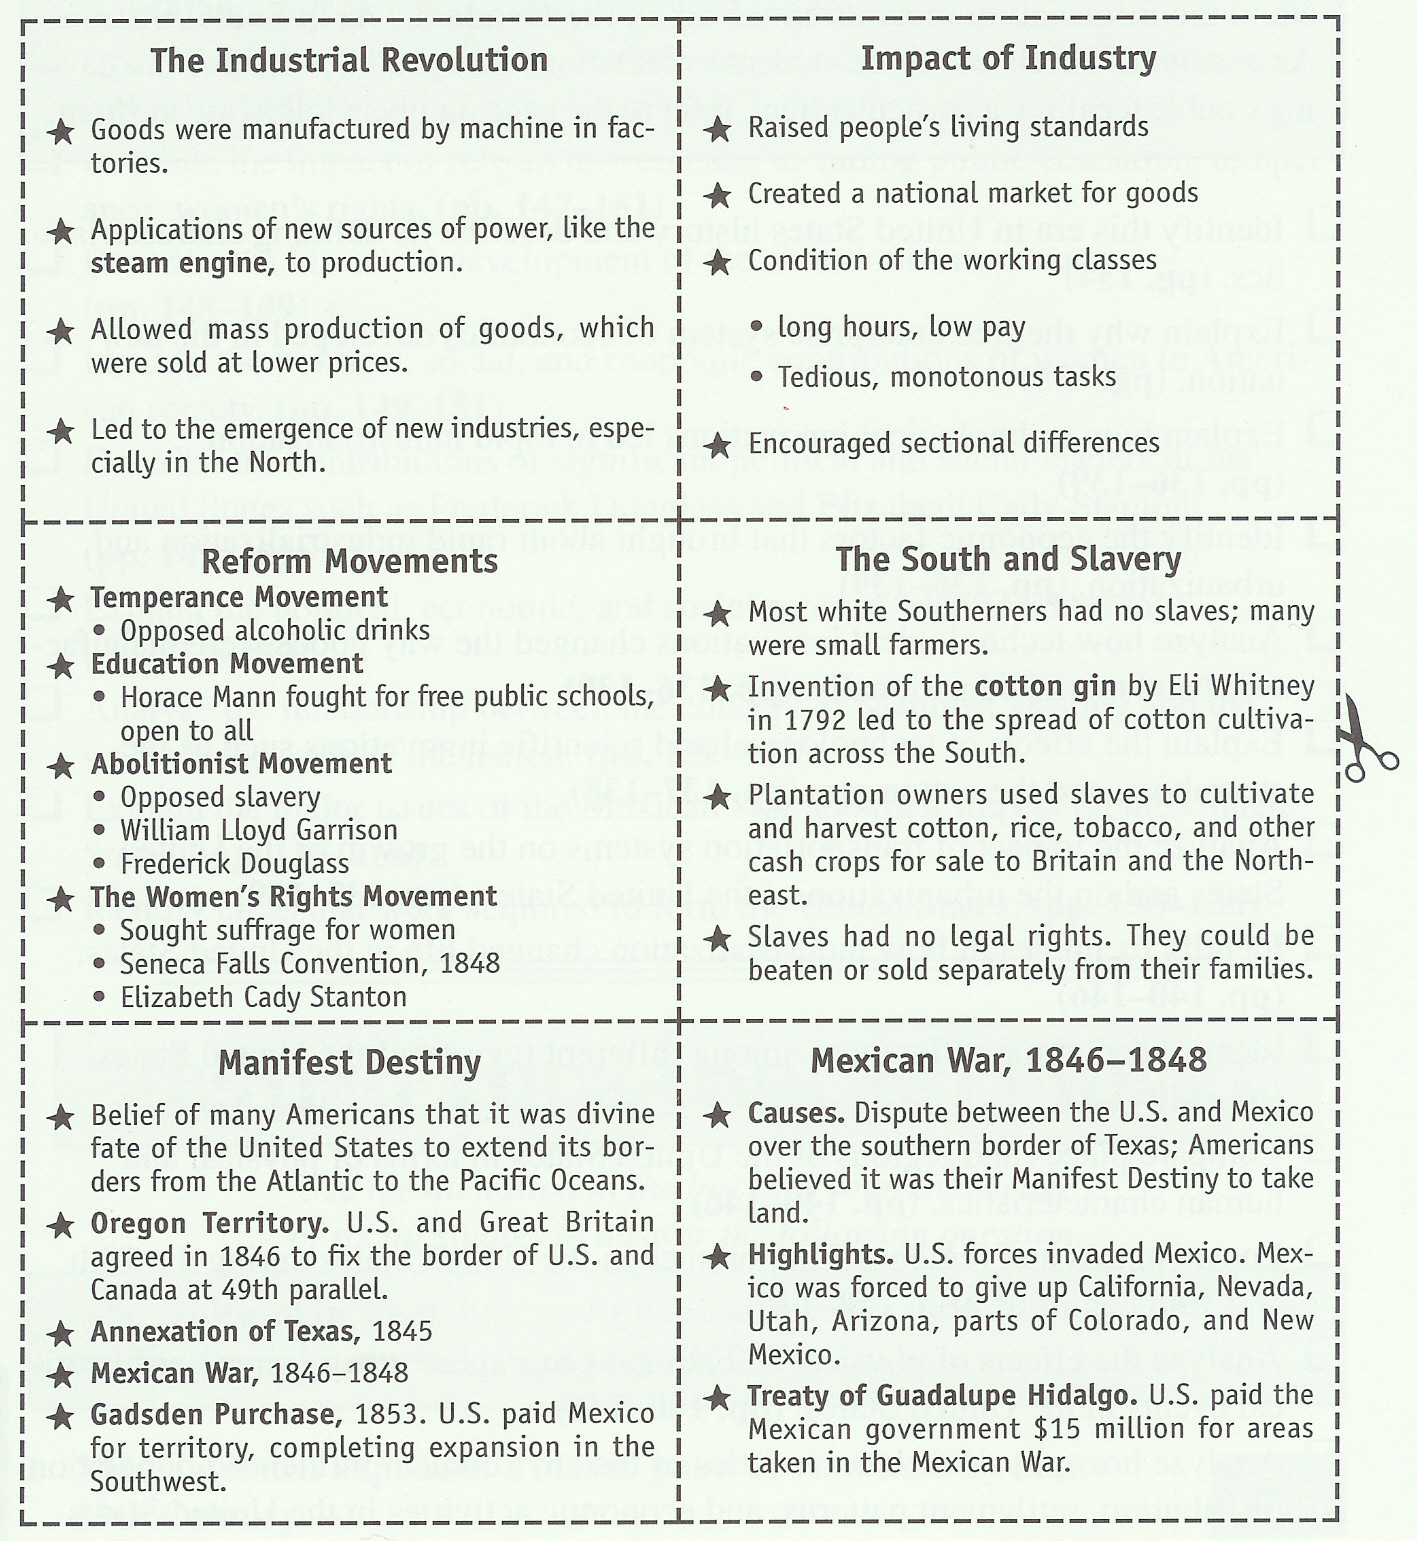 The Industrial Revolution
★ Goods were manufactured by machine in fac-
tories.
★ Applications of new sources of power, like the
steam engine, to production.
★ Allowed mass production of goods, which
were sold at lower prices.
★ Led to the emergence of new industries, espe-
cially in the North.
Impact of Industry
★ Raised people's living standards
★ Created a national market for goods
★ Condition of the working classes
• long hours, low pay
• Tedious, monotonous tasks
★ Encouraged sectional differences
Reform Movements
★ Temperance Movement
• Opposed alcoholic drinks
★ Education Movement
• Horace Mann fought for free public schools,
open to all
★ Abolitionist Movement
• Opposed slavery
• William Lloyd Garrison
• Frederick Douglass
★ The Women's Rights Movement
• Sought suffrage for women
• Seneca Falls Convention, 1848
• Elizabeth Cady Stanton
The South and Slavery
★ Most white Southerners had no slaves; many
were small farmers.
★ Invention of the cotton gin by Eli Whitney
in 1792 led to the spread of cotton cultiva-
tion across the South.
★ Plantation owners used slaves to cultivate
and harvest cotton, rice, tobacco, and other
cash crops for sale to Britain and the North-
east.
★ Slaves had no legal rights. They could be
beaten or sold separately from their families.
Manifest Destiny
★ Belief of many Americans that it was divine
fate of the United States to extend its bor-
ders from the Atlantic to the Pacific Oceans.
★ Oregon Territory. U.S. and Great Britain
agreed in 1846 to fix the border of U.S. and
Canada at 49th parallel.
★ Annexation of Texas, 1845
★ Mexican War, 1846–1848
★ Gadsden Purchase, 1853. U.S. paid Mexico
for territory, completing expansion in the
Southwest.
Mexican War, 1846–1848
★ Causes. Dispute between the U.S. and Mexico
over the southern border of Texas; Americans
believed it was their Manifest Destiny to take
land.
★ Highlights. U.S. forces invaded Mexico. Mex-
ico was forced to give up California, Nevada,
Utah, Arizona, parts of Colorado, and New
Mexico.
★ Treaty of Guadalupe Hidalgo. U.S. paid the
Mexican government $15 million for areas
taken in the Mexican War.